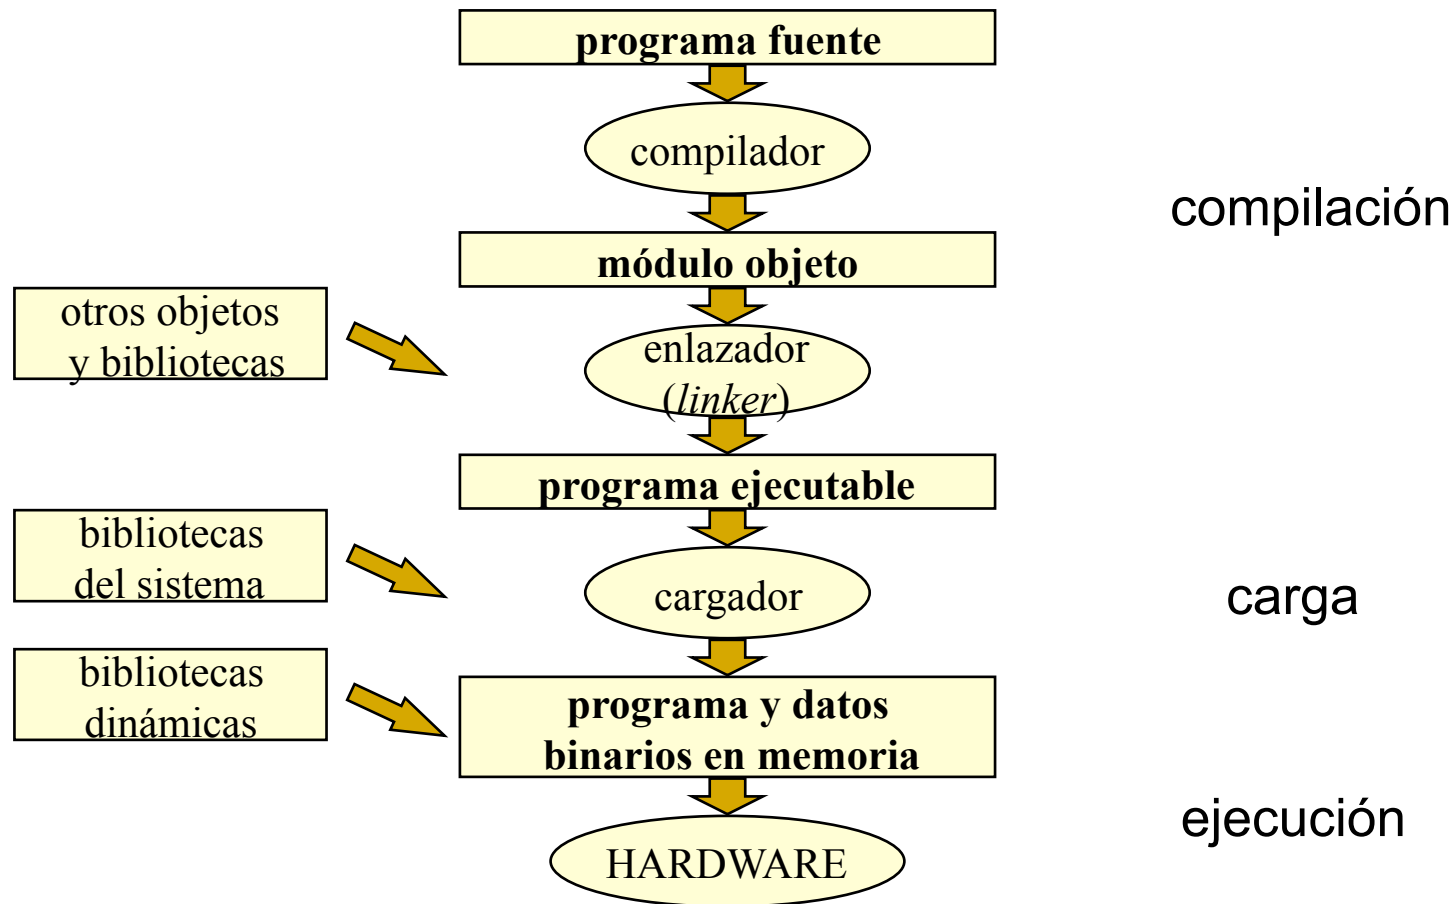 programa fuente
compilador
compilación
módulo objeto
otros objetos
y bibliotecas
enlazador
(linker)
programa ejecutable
bibliotecas
del sistema
cargador
carga
bibliotecas
dinámicas
programa y datos
binarios en memoria
ejecución
HARDWARE